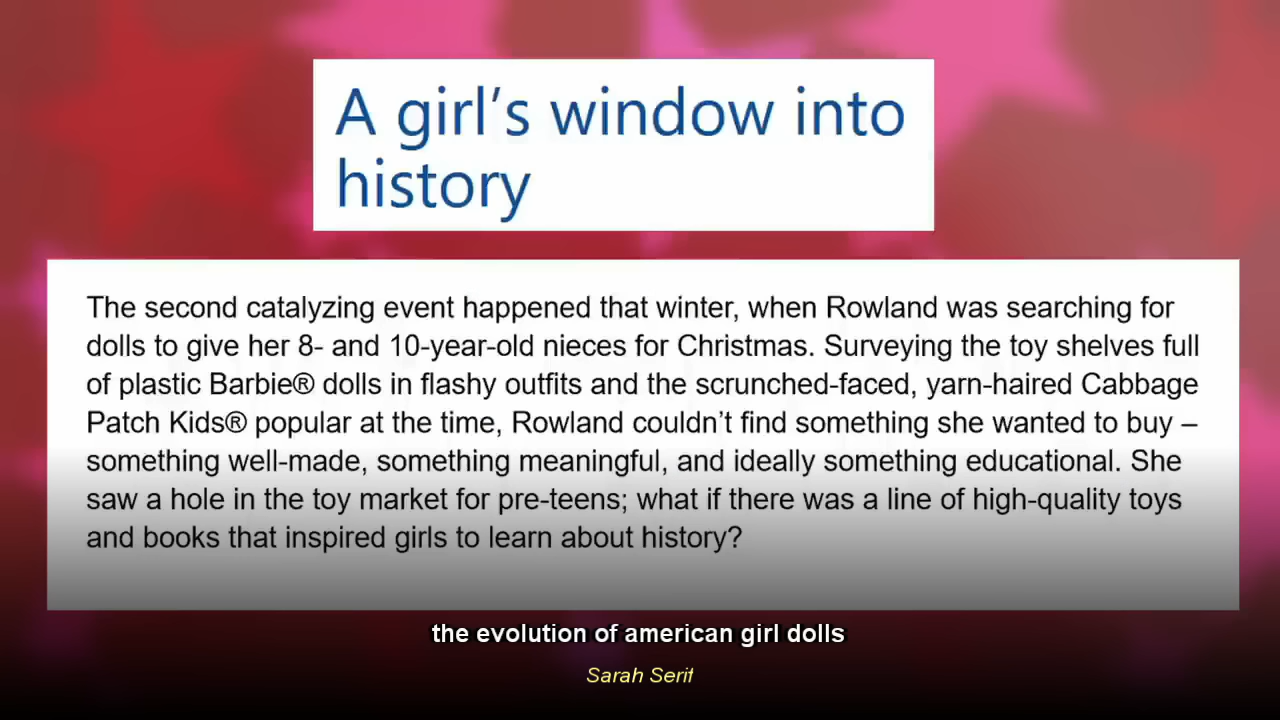 A girl’s window into
history
The second catalyzing event happened that winter, when Rowland was searching for
dolls to give her 8- and 10-year-old nieces for Christmas. Surveying the toy shelves full
of plastic Barbie® dolls in flashy outfits and the scrunched-faced, yarn-haired Cabbage
Patch Kids® popular at the time, Rowland couldn’t find something she wanted to buy –
something well-made, something meaningful, and ideally something educational. She
saw a hole in the toy market for pre-teens; what if there was a line of high-quality toys
and books that inspired girls to learn about history?
the evolution of american girl dolls
Sarah Serif